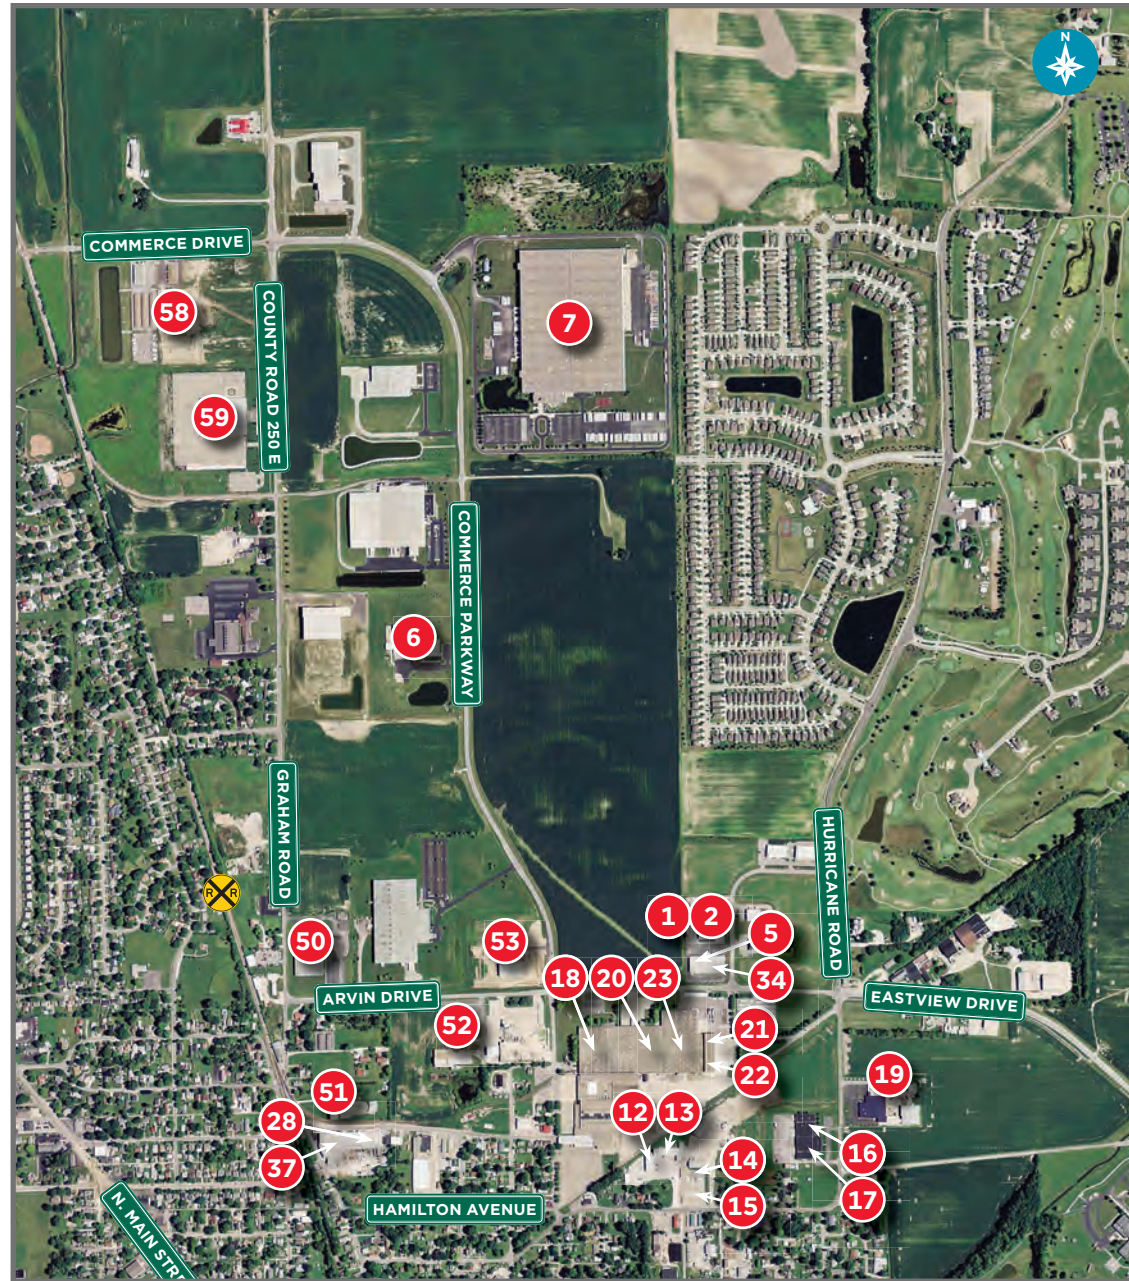 N
COMMERCE DRIVE
58
COUNTY ROAD 250 E
7
59
COMMERCE PARKWAY
6
GRAHAM ROAD
HURRICANE ROAD
R R
1
2
50
53
5
18
20
23
34
ARVIN DRIVE
EASTVIEW DRIVE
52
21
22
19
51
28
12
13
37
16
14
17
15
HAMILTON AVENUE
N. MAIN STR